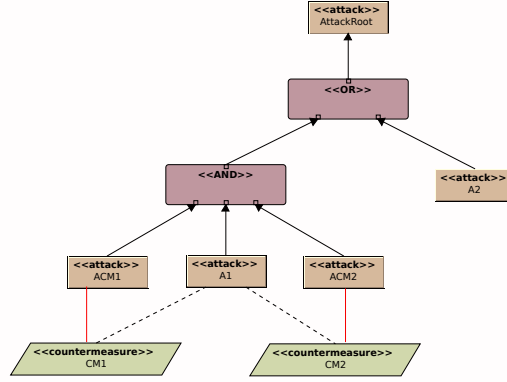 <<attack>>
AttackRoot
<<OR>>
<<AND>>
<<attack>>
A2
<<attack>>
ACM1
<<attack>>
A1
<<attack>>
ACM2
<<countermeasure>>
CM1
<<countermeasure>>
CM2